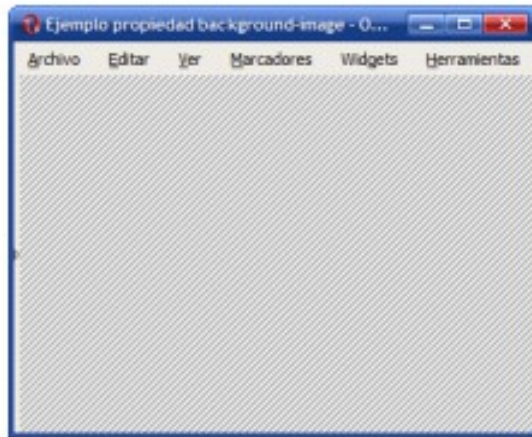 Ejemplo propiedad background-image - O...
Archivo Editar Ver Marcadores Widgets Herramientas